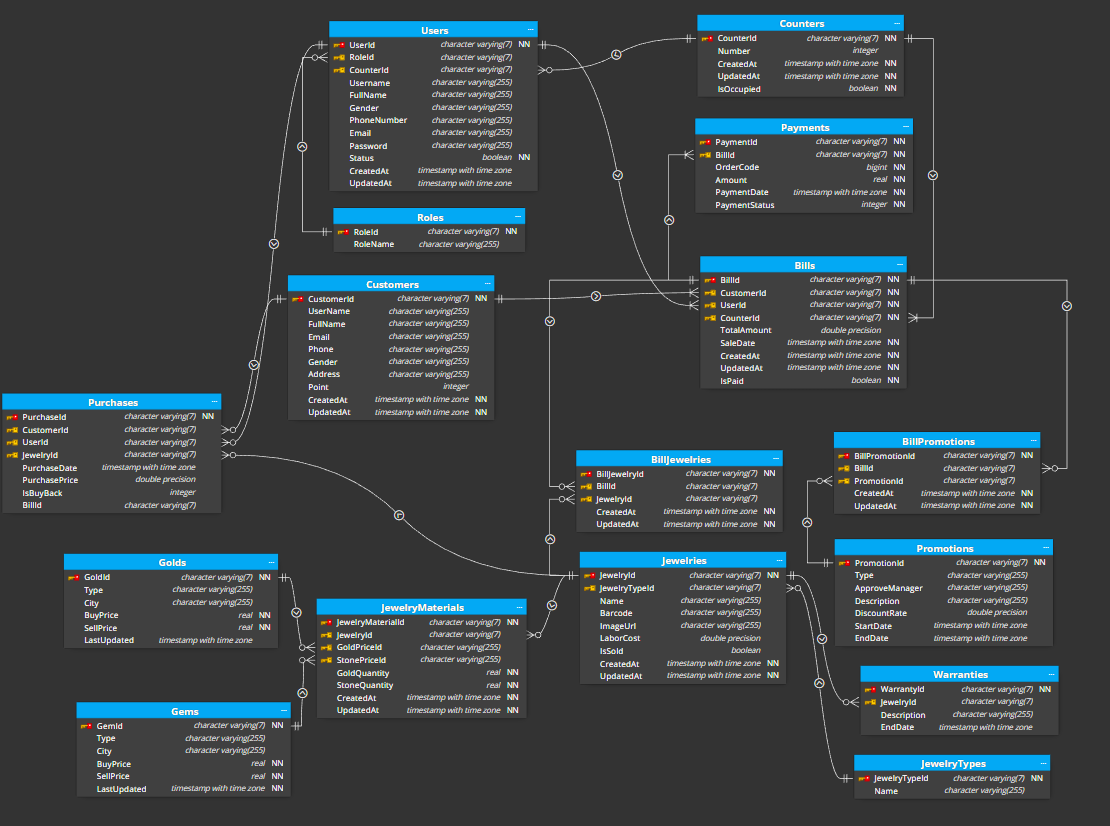 Users
UserId character varying(7) NN
RoleId character varying(7)
CounterId character varying(7)
Username character varying(255)
FullName character varying(255)
Gender character varying(255)
PhoneNumber character varying(255)
Email character varying(255)
Password character varying(255)
Status boolean NN
CreatedAt timestamp with time zone
UpdatedAt timestamp with time zone
Counters
CounterId character varying(7) NN
Number integer
CreatedAt timestamp with time zone NN
UpdatedAt timestamp with time zone NN
IsOccupied boolean NN
Payments
PaymentId character varying(7) NN
BillId character varying(7) NN
OrderCode bigint NN
Amount real NN
PaymentDate timestamp with time zone NN
PaymentStatus integer NN
Roles
RoleId character varying(7) NN
RoleName character varying(255)
Bills
BillId character varying(7) NN
CustomerId character varying(7) NN
UserId character varying(7) NN
CounterId character varying(7) NN
TotalAmount double precision
SaleDate timestamp with time zone NN
CreatedAt timestamp with time zone NN
UpdatedAt timestamp with time zone NN
IsPaid boolean NN
Customers
CustomerId character varying(7) NN
UserName character varying(255)
FullName character varying(255)
Email character varying(255)
Phone character varying(255)
Gender character varying(255)
Address character varying(255)
Point integer
CreatedAt timestamp with time zone NN
UpdatedAt timestamp with time zone NN
Purchases
PurchaseId character varying(7) NN
CustomerId character varying(7)
UserId character varying(7)
JewelryId character varying(7)
PurchaseDate timestamp with time zone
PurchasePrice double precision
IsBuyBack integer
BillId character varying(7)
BillJewelries
BillJewelryId character varying(7) NN
BillId character varying(7)
JewelryId character varying(7)
CreatedAt timestamp with time zone NN
UpdatedAt timestamp with time zone NN
BillPromotions
BillPromotionId character varying(7) NN
BillId character varying(7)
PromotionId character varying(7)
CreatedAt timestamp with time zone NN
UpdatedAt timestamp with time zone NN
Golds
GoldId character varying(7) NN
Type character varying(255)
City character varying(255)
BuyPrice real NN
SellPrice real NN
LastUpdated timestamp with time zone
JewelryMaterials
JewelryMaterialId character varying(7) NN
JewelryId character varying(7)
GoldPriceId character varying(255)
StonePriceId character varying(255)
GoldQuantity real NN
StoneQuantity real NN
CreatedAt timestamp with time zone NN
UpdatedAt timestamp with time zone NN
Jewelries
JewelryId character varying(7) NN
JewelryTypeId character varying(7)
Name character varying(255)
Barcode character varying(255)
ImageUrl character varying(255)
LaborCost double precision
IsSold boolean
CreatedAt timestamp with time zone NN
UpdatedAt timestamp with time zone NN
Promotions
PromotionId character varying(7) NN
Type character varying(255)
ApproveManager character varying(255)
Description character varying(255)
DiscountRate double precision
StartDate timestamp with time zone
EndDate timestamp with time zone
Gems
GemId character varying(7) NN
Type character varying(255)
City character varying(255)
BuyPrice real NN
SellPrice real NN
LastUpdated timestamp with time zone NN
Warranties
WarrantyId character varying(7) NN
JewelryId character varying(7)
Description character varying(255)
EndDate timestamp with time zone
JewelryTypes
JewelryTypeId character varying(7) NN
Name character varying(255)